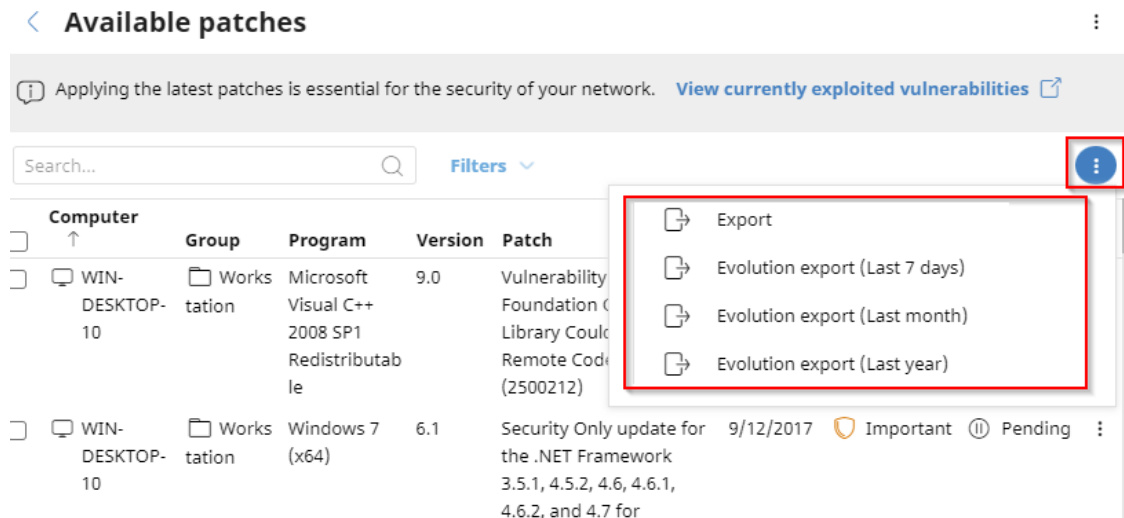 Available patches
Applying the latest patches is essential for the security of your network. View currently exploited vulnerabilities
Search...
Filters
Export
Evolution export (Last 7 days)
Evolution export (Last month)
Evolution export (Last year)
Computer
Group Program Version Patch
WIN- Works Microsoft 9.0 Vulnerability
DESKTOP- tation Visual C++ Foundation
10 2008 SP1 Library
Redistributab Remote
le (2500212)
WIN- Works Windows 7 6.1 Security Only update for 9/12/2017 Important Pending
DESKTOP- tation (x64) the .NET Framework
10 3.5.1, 4.5.2, 4.6, 4.6.1,
4.6.2, and 4.7 for